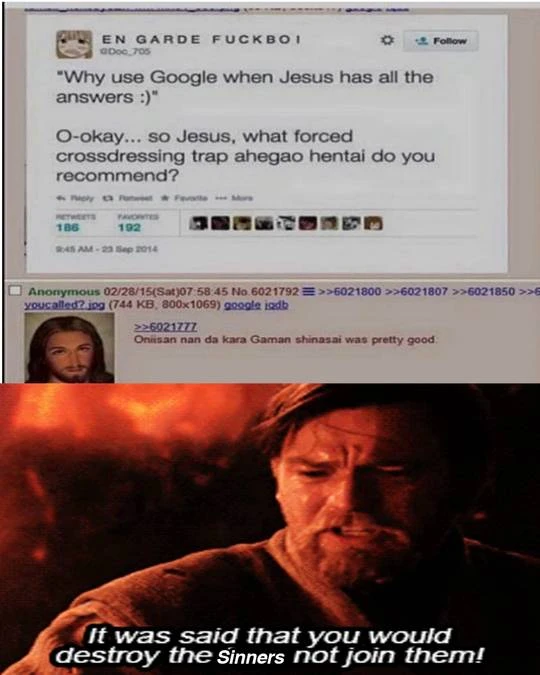 EN GARDE FUCKBOI
@Doc_705
Follow
"Why use Google when Jesus has all the
answers :)"
O-okay... so Jesus, what forced
crossdressing trap ahegao hentai do you
recommend?
Reply Retweet Favorite More
RETWEETS FAVORITES
186 192
9:45 AM - 23 Sep 2014
Anonymous 02/28/15(Sat)07:58:45 No.6021792 >>6021800 >>6021807 >>6021850
youcalled?.jpg (744 KB, 800x1069) google iqdb
>>6021777
Oniisan nan da kara Gaman shinasai was pretty good.
It was said that you would
destroy the Sinners not join them!